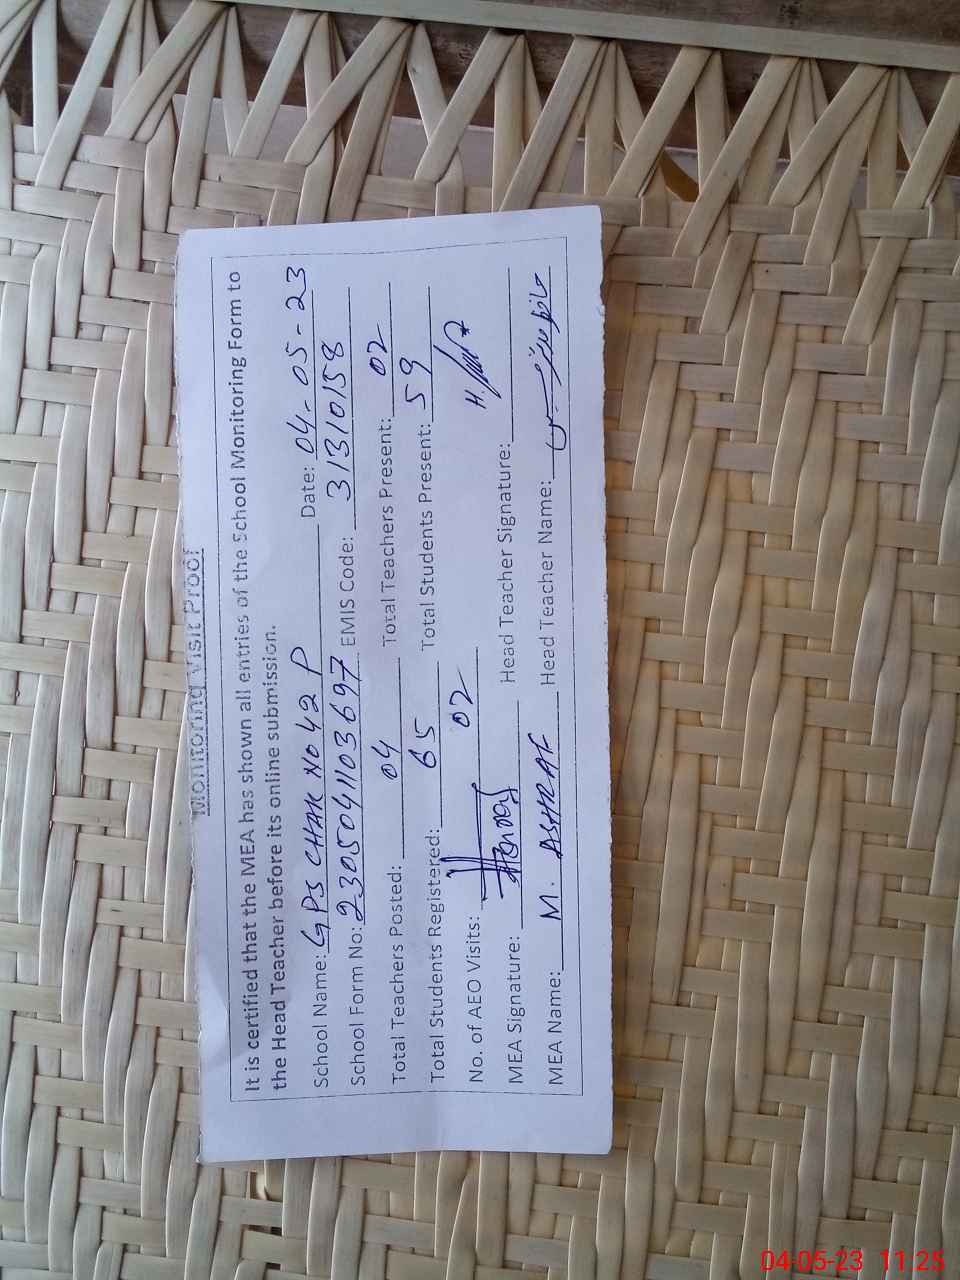 Monitoring Visit Proof
It is certified that the MEA has shown all entries of the School Monitoring Form to
the Head Teacher before its online submission.
School Name: GPS CHAK NO 42 P Date: 04-05-23
School Form No: 2305041103697 EMIS Code: 31310158
Total Teachers Posted: 04 Total Teachers Present: 02
Total Students Registered: 65 Total Students Present: 59
No. of AEO Visits: 02
MEA Signature: Head Teacher Signature:
MEA Name: M. ASHRAF Head Teacher Name:
04-05-23 11:25